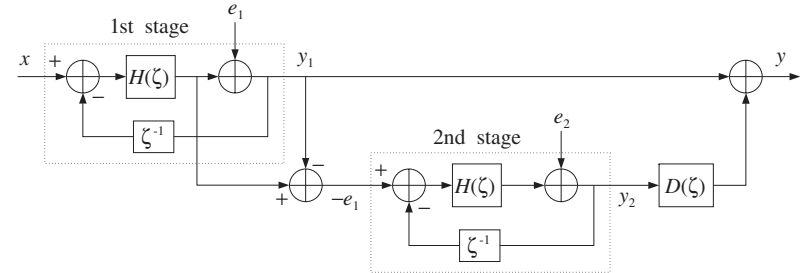 1st stage
e₁
x
+
−
H(ζ)
y₁
y
ζ⁻¹
−
+
−e₁
2nd stage
e₂
+
−
H(ζ)
y₂
D(ζ)
ζ⁻¹